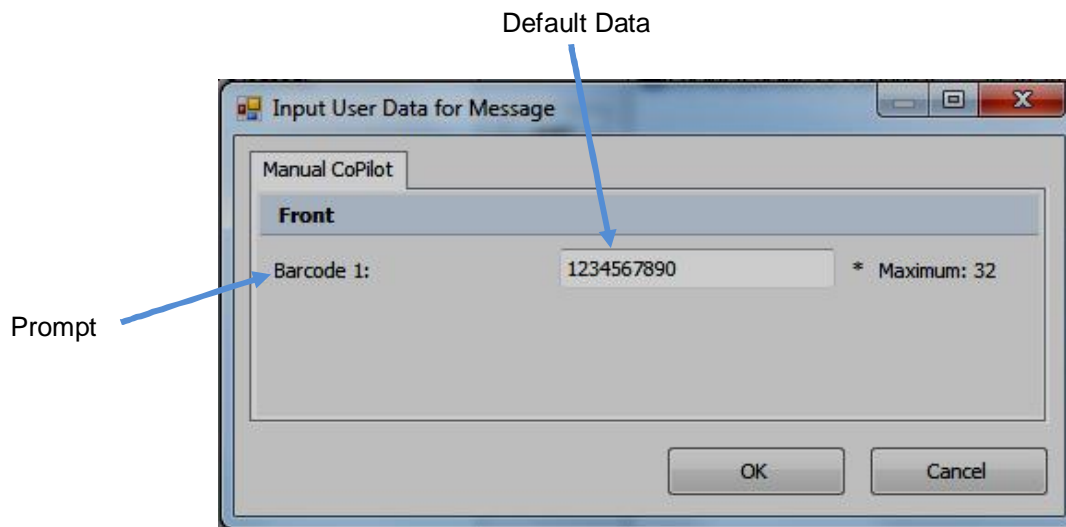 Default Data
Input User Data for Message
Manual CoPilot
Front
Barcode 1:
1234567890
* Maximum: 32
Prompt
OK
Cancel